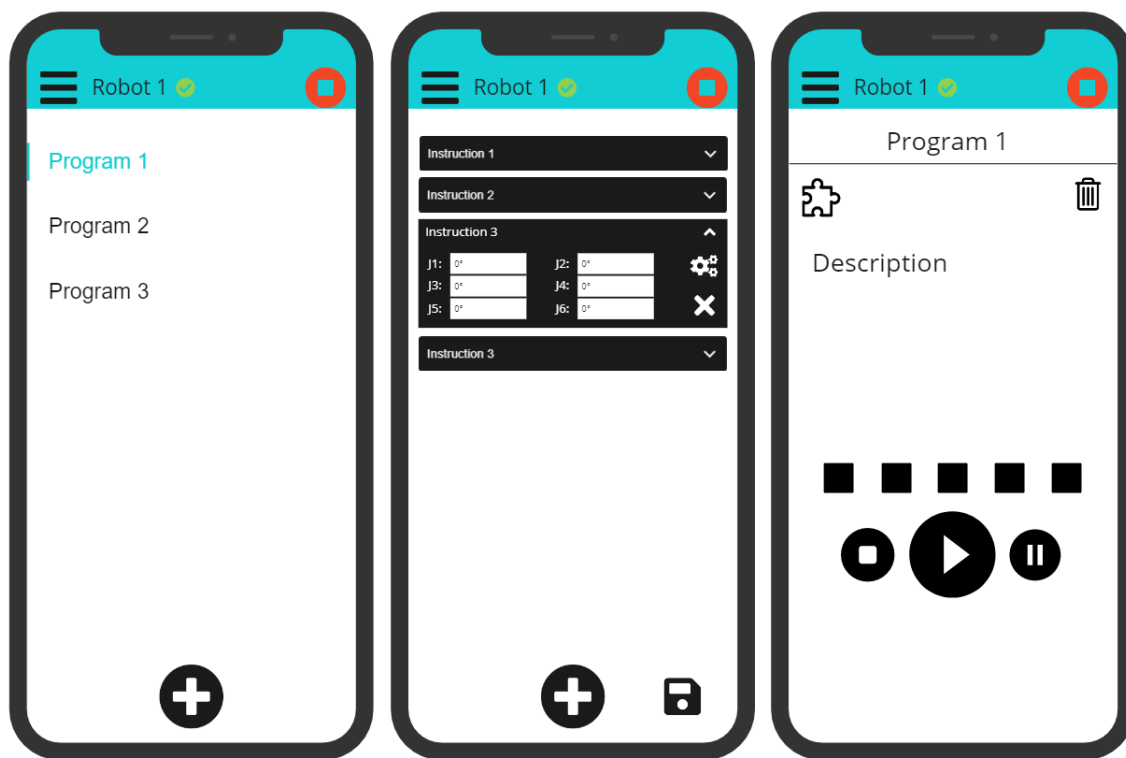 Robot 1
Program 1
Program 2
Program 3
Robot 1
Instruction 1
Instruction 2
Instruction 3
J1: 0° J2: 0°
J3: 0° J4: 0°
J5: 0° J6: 0°
Instruction 3
Robot 1
Program 1
Description